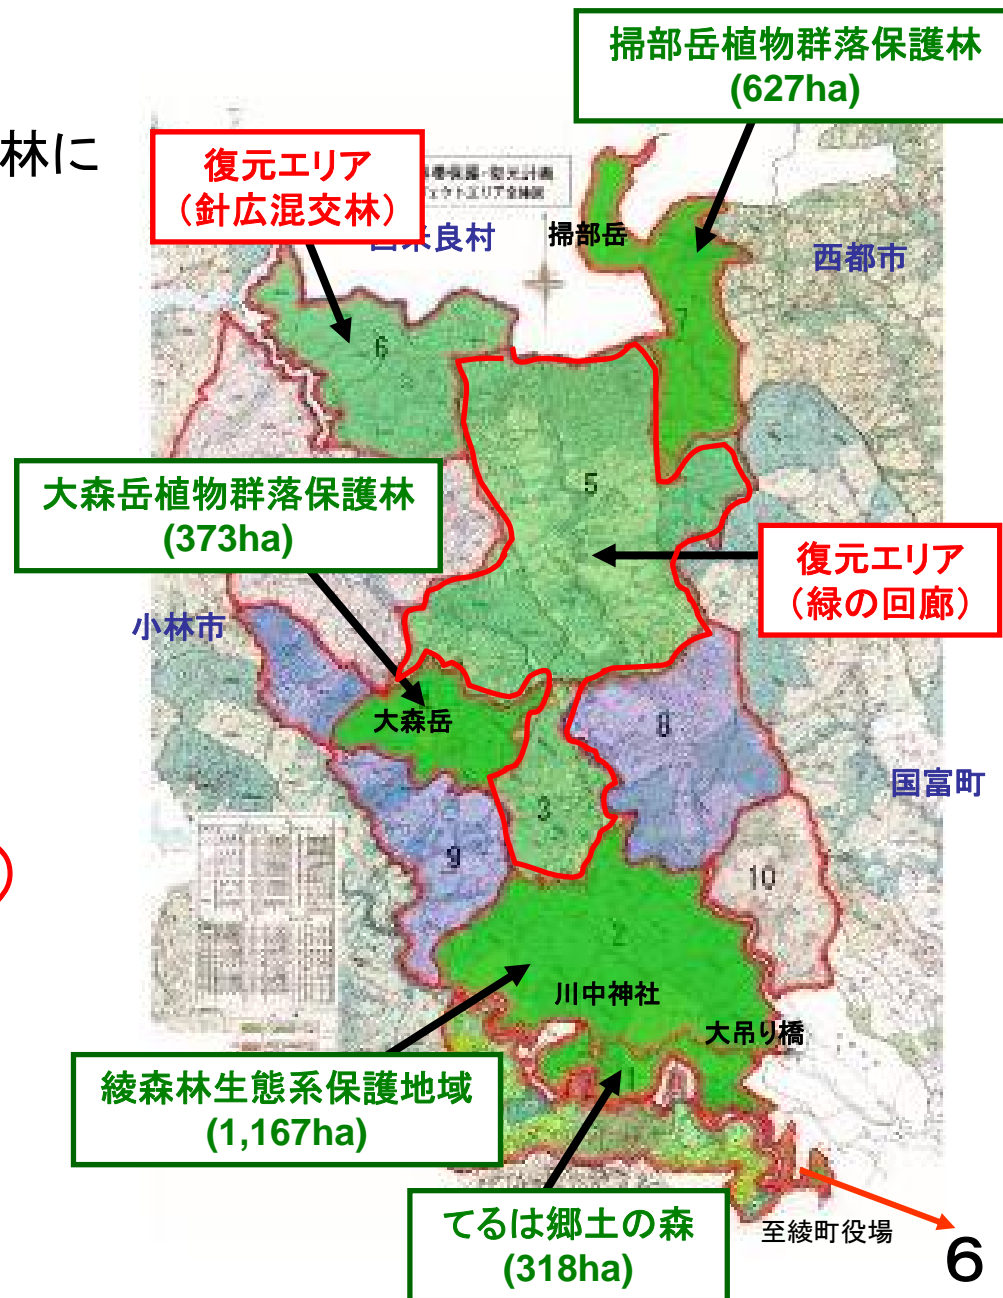 掃部岳植物群落保護林
(627ha)
林に
復元エリア
（針広混交林）
掃部岳
西都市
7
6
大森岳植物群落保護林
(373ha)
5
復元エリア
（緑の回廊）
小林市
大森岳
8
国富町
3
9
10
2
川中神社
大吊り橋
綾森林生態系保護地域
(1,167ha)
1
てるは郷土の森
(318ha)
至綾町役場
6